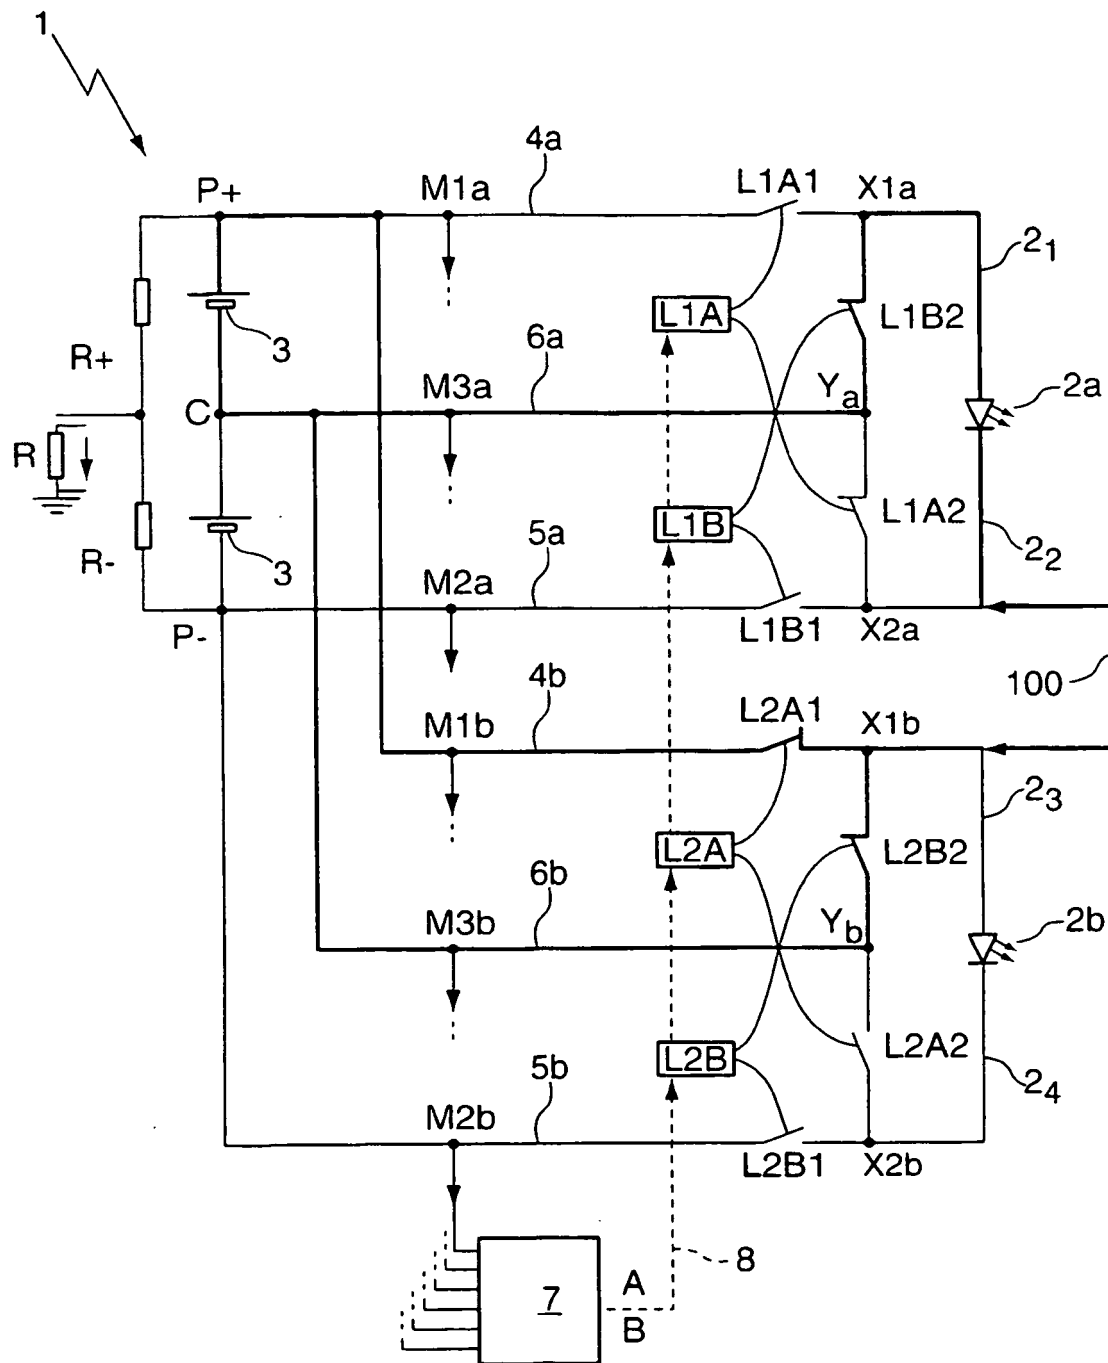 1
4a
P+ M1a L1A1 X1a
2₁
L1A L1B2
R+ 3 6a
M3a Yₐ 2a
C
R
L1B L1A2
R- 3 5a 2₂
M2a
P- L1B1 X2a
4b 100
M1b L2A1 X1b
2₃
L2A L2B2
6b
M3b Y_b 2b
L2B L2A2
5b 2₄
M2b
L2B1 X2b
8
A
7
B